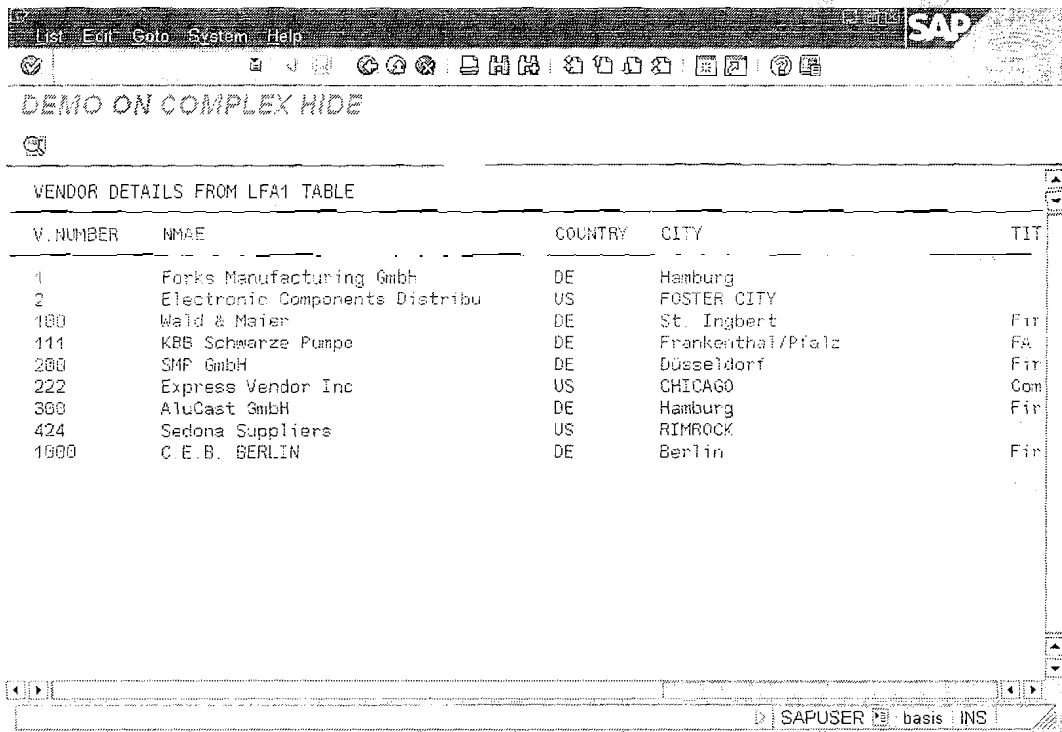 List Edit Goto System Help
SAP
DEMO ON COMPLEX HIDE
VENDOR DETAILS FROM LFA1 TABLE
V.NUMBER NMAE COUNTRY CITY TIT
1 Forks Manufacturing GmbH DE Hamburg
2 Electronic Components Distribu US FOSTER CITY
100 Wald & Maier DE St. Ingbert Fir
111 KBB Schwarze Pumpe DE Frankenthal/Pfalz FA
200 SMP GmbH DE Düsseldorf Fir
222 Express Vendor Inc US CHICAGO Com
300 AluCast GmbH DE Hamburg Fir
424 Sedona Suppliers US RIMROCK
1000 C.E.B. BERLIN DE Berlin Fir
SAPUSER basis INS